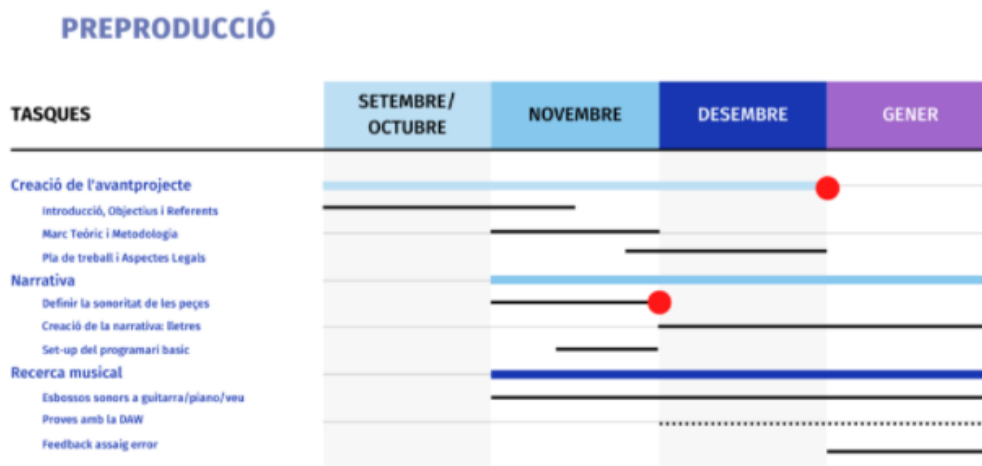 PREPRODUCCIÓ
TASQUES
SETEMBRE/
OCTUBRE
NOVEMBRE
DESEMBRE
GENER
Creació de l'avantprojecte
Introducció, Objectius i Referents
Marc Teòric i Metodologia
Pla de treball i Aspectes Legals
Narrativa
Definir la sonoritat de les peçes
Creació de la narrativa: lletres
Set-up del programari basic
Recerca musical
Esbossos sonors a guitarra/piano/veu
Proves amb la DAW
Feedback assaig error